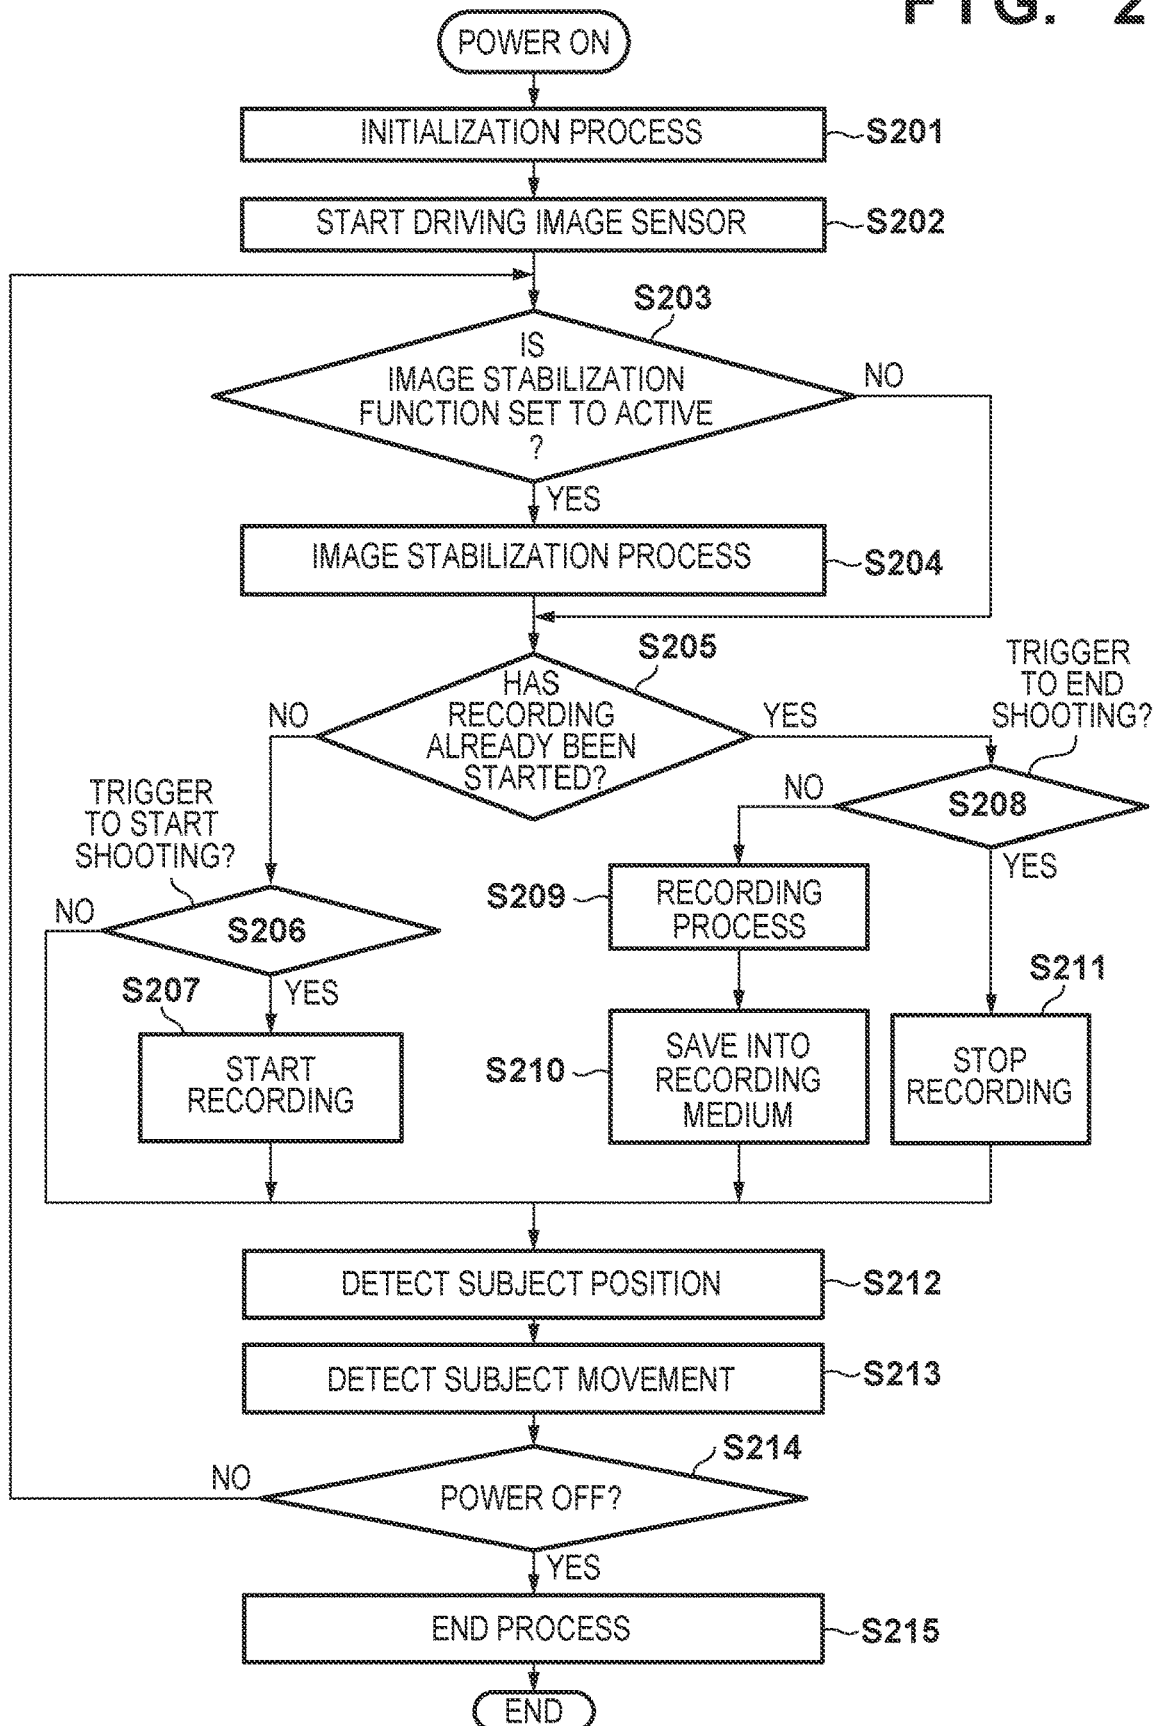 FIG. 2
POWER ON
INITIALIZATION PROCESS
S201
START DRIVING IMAGE SENSOR
S202
S203
IS
IMAGE STABILIZATION
FUNCTION SET TO ACTIVE
?
NO
YES
IMAGE STABILIZATION PROCESS
S204
S205
HAS
RECORDING
ALREADY BEEN
STARTED?
NO
YES
TRIGGER
TO END
SHOOTING?
S208
NO
YES
TRIGGER
TO START
SHOOTING?
S206
NO
YES
S207
START
RECORDING
S209
RECORDING
PROCESS
S210
SAVE INTO
RECORDING
MEDIUM
S211
STOP
RECORDING
DETECT SUBJECT POSITION
S212
DETECT SUBJECT MOVEMENT
S213
S214
POWER OFF?
NO
YES
END PROCESS
S215
END